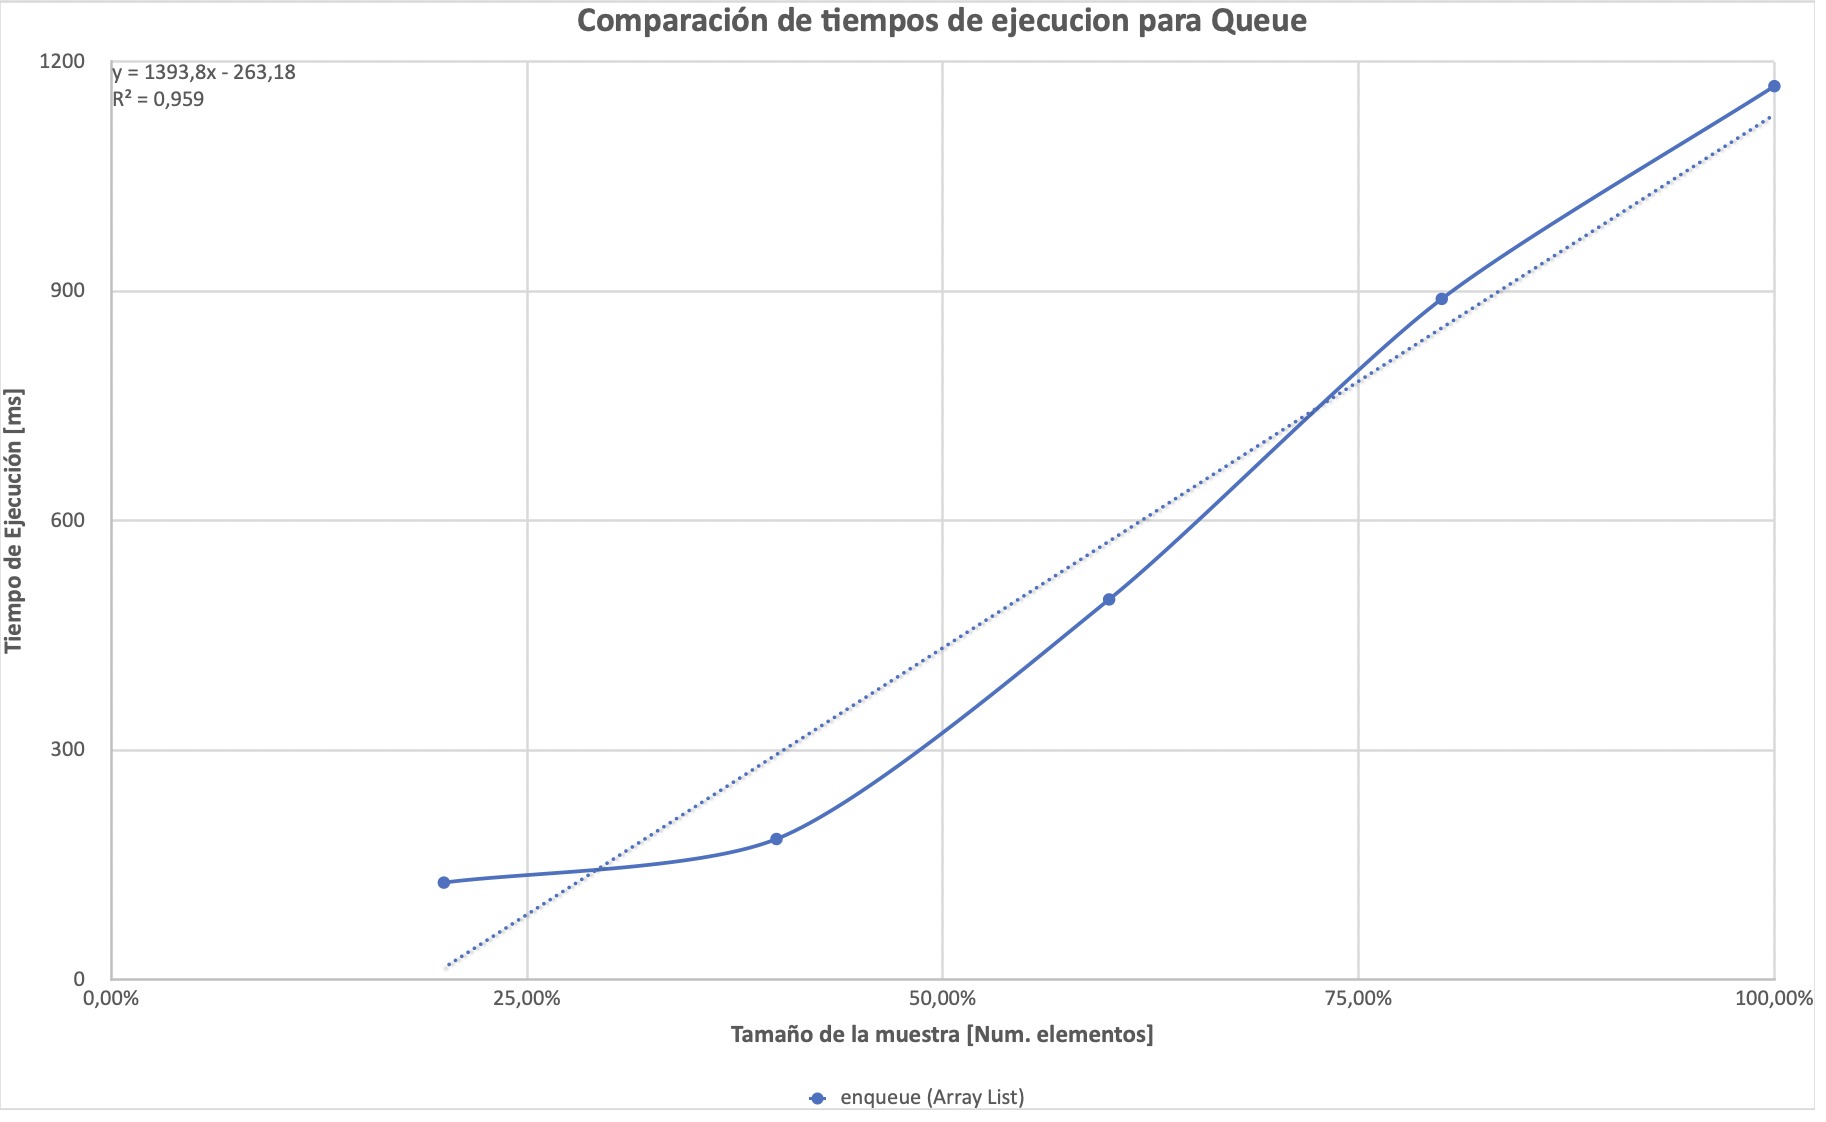 Comparación de tiempos de ejecucion para Queue
y = 1393,8x - 263,18
R² = 0,959
1200
900
600
300
0
Tiempo de Ejecución [ms]
0,00% 25,00% 50,00% 75,00% 100,00%
Tamaño de la muestra [Num. elementos]
enqueue (Array List)